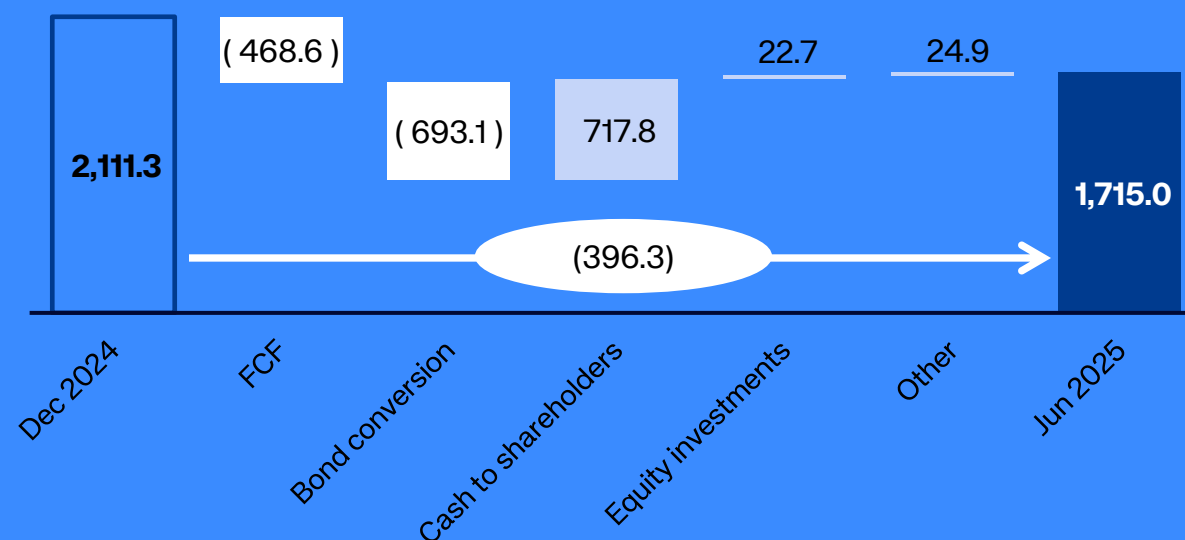 ( 468.6 )
22.7
24.9
( 693.1 )
717.8
2,111.3
1,715.0
(396.3)
Dec 2024
FCF
Bond conversion
Cash to shareholders
Equity investments
Other
Jun 2025